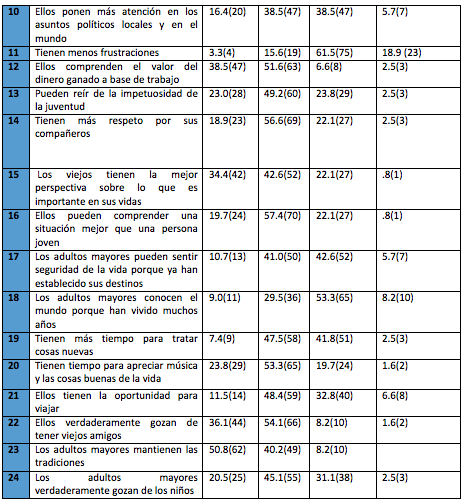 10 Ellos ponen más atención en los 16.4(20) 38.5(47) 38.5(47) 5.7(7)
asuntos políticos locales y en el
mundo
11 Tienen menos frustraciones 3.3(4) 15.6(19) 61.5(75) 18.9 (23)
12 Ellos comprenden el valor del 38.5(47) 51.6(63) 6.6(8) 2.5(3)
dinero ganado a base de trabajo
13 Pueden reír de la impetuosidad de 23.0(28) 49.2(60) 23.8(29) 2.5(3)
la juventud
14 Tienen más respeto por sus 18.9(23) 56.6(69) 22.1(27) 2.5(3)
compañeros
15 Los viejos tienen la mejor 34.4(42) 42.6(52) 22.1(27) .8(1)
perspectiva sobre lo que es
importante en sus vidas
16 Ellos pueden comprender una 19.7(24) 57.4(70) 22.1(27) .8(1)
situación mejor que una persona
joven
17 Los adultos mayores pueden sentir 10.7(13) 41.0(50) 42.6(52) 5.7(7)
seguridad de la vida porque ya han
establecido sus destinos
18 Los adultos mayores conocen el 9.0(11) 29.5(36) 53.3(65) 8.2(10)
mundo porque han vivido muchos
años
19 Tienen más tiempo para tratar 7.4(9) 47.5(58) 41.8(51) 2.5(3)
cosas nuevas
20 Tienen tiempo para apreciar música 23.8(29) 53.3(65) 19.7(24) 1.6(2)
y las cosas buenas de la vida
21 Ellos tienen la oportunidad para 11.5(14) 48.4(59) 32.8(40) 6.6(8)
viajar
22 Ellos verdaderamente gozan de 36.1(44) 54.1(66) 8.2(10) 1.6(2)
tener viejos amigos
23 Los adultos mayores mantienen las 50.8(62) 40.2(49) 8.2(10)
tradiciones
24 Los adultos mayores 20.5(25) 45.1(55) 31.1(38) 2.5(3)
verdaderamente gozan de los niños